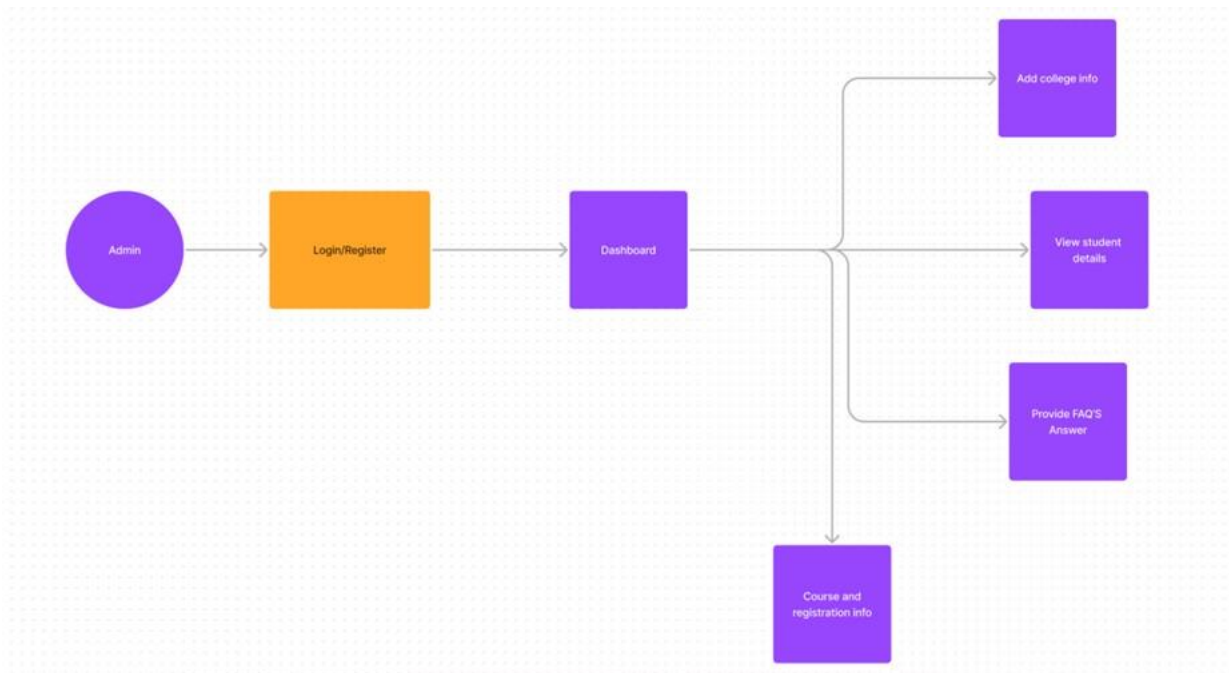 Add college info
Admin
Login/Register
Dashboard
View student
details
Provide FAQ'S
Answer
Course and
registration info